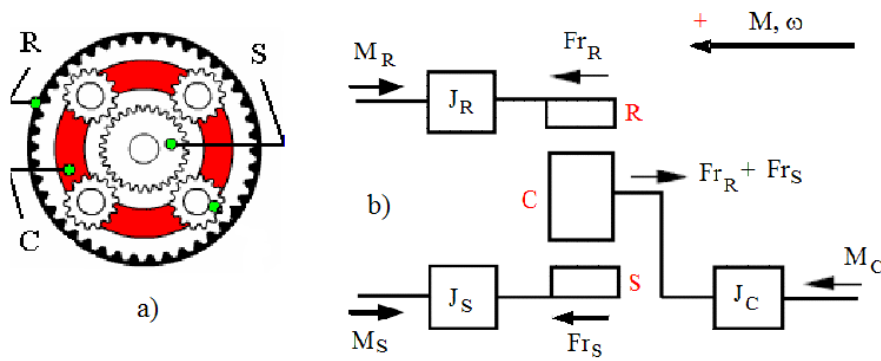 R
S
C
a)
M_R
Fr_R
+
M, ω
J_R
R
C
Fr_R + Fr_S
b)
J_S
S
J_C
M_C
M_S
Fr_S